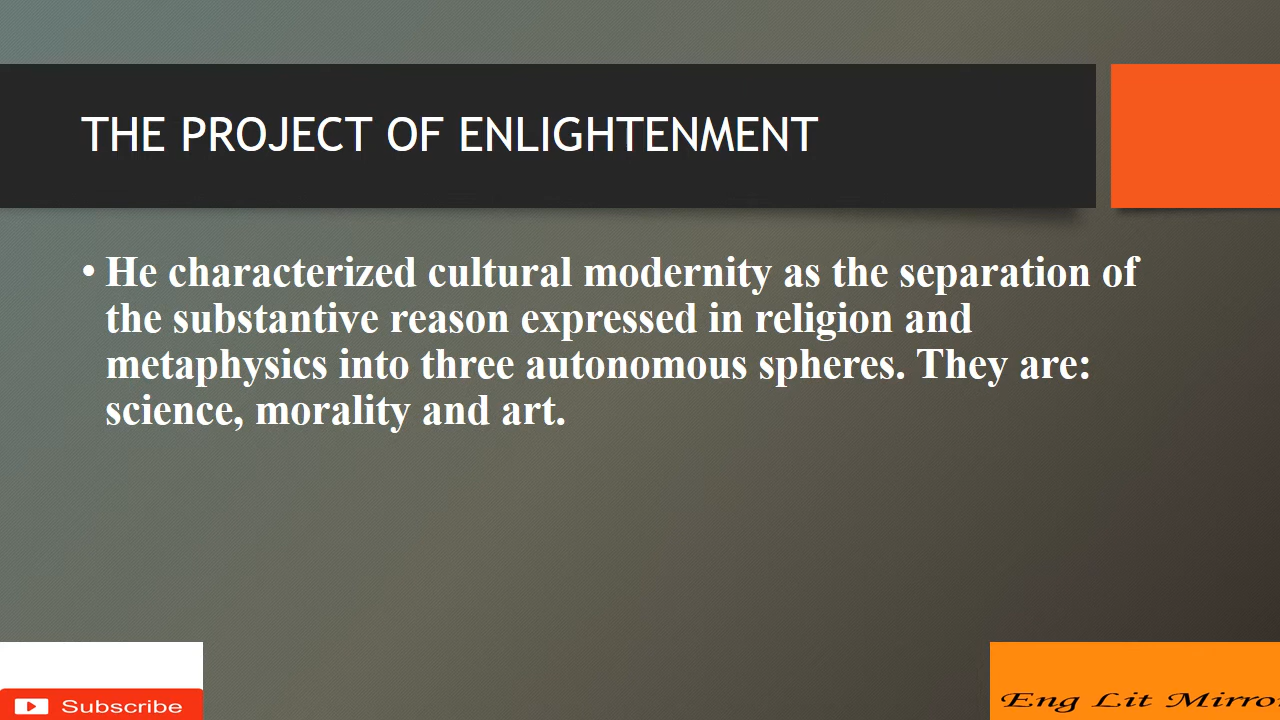 THE PROJECT OF ENLIGHTENMENT
• He characterized cultural modernity as the separation of
the substantive reason expressed in religion and
metaphysics into three autonomous spheres. They are:
science, morality and art.
Subscribe
Eng Lit Mirro